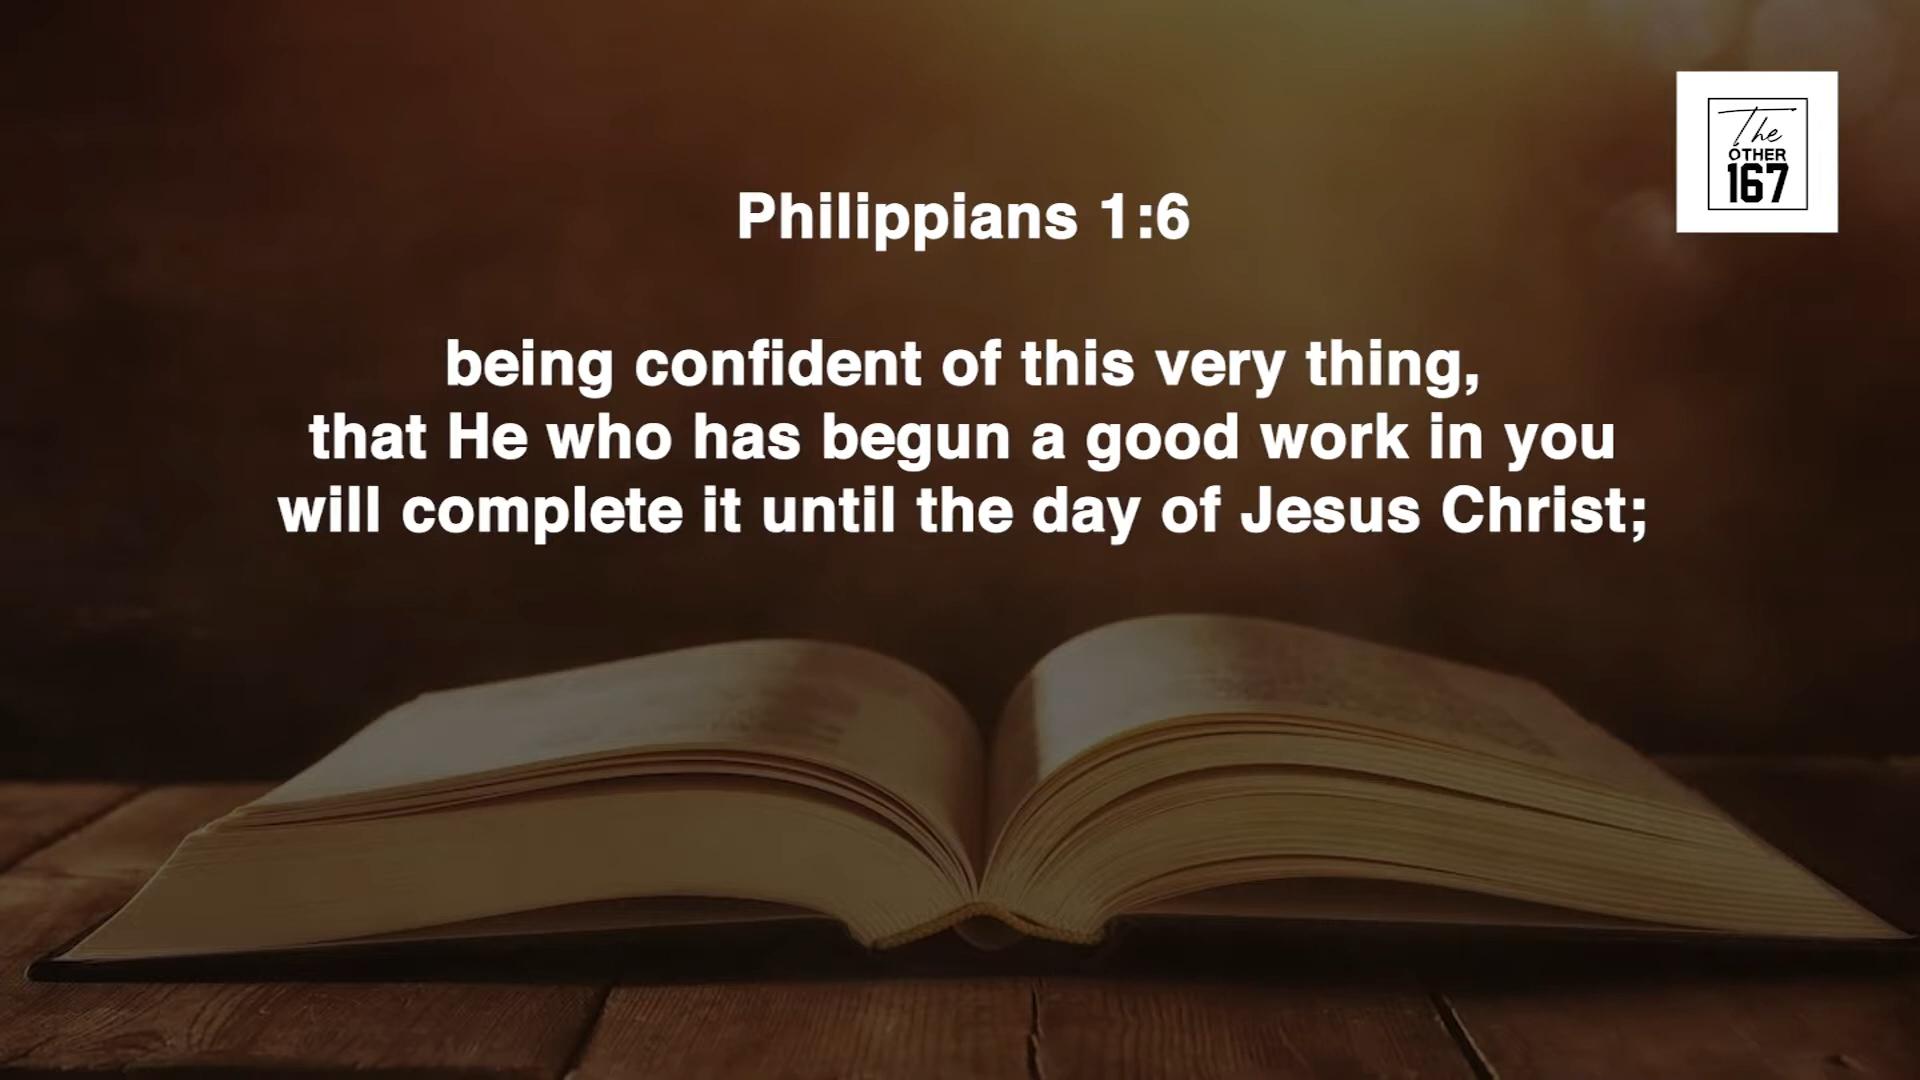 The
OTHER
167
Philippians 1:6
being confident of this very thing,
that He who has begun a good work in you
will complete it until the day of Jesus Christ;